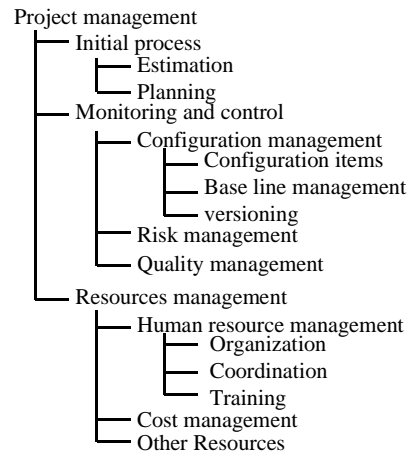 Project management
Initial process
Estimation
Planning
Monitoring and control
Configuration management
Configuration items
Base line management
versioning
Risk management
Quality management
Resources management
Human resource management
Organization
Coordination
Training
Cost management
Other Resources